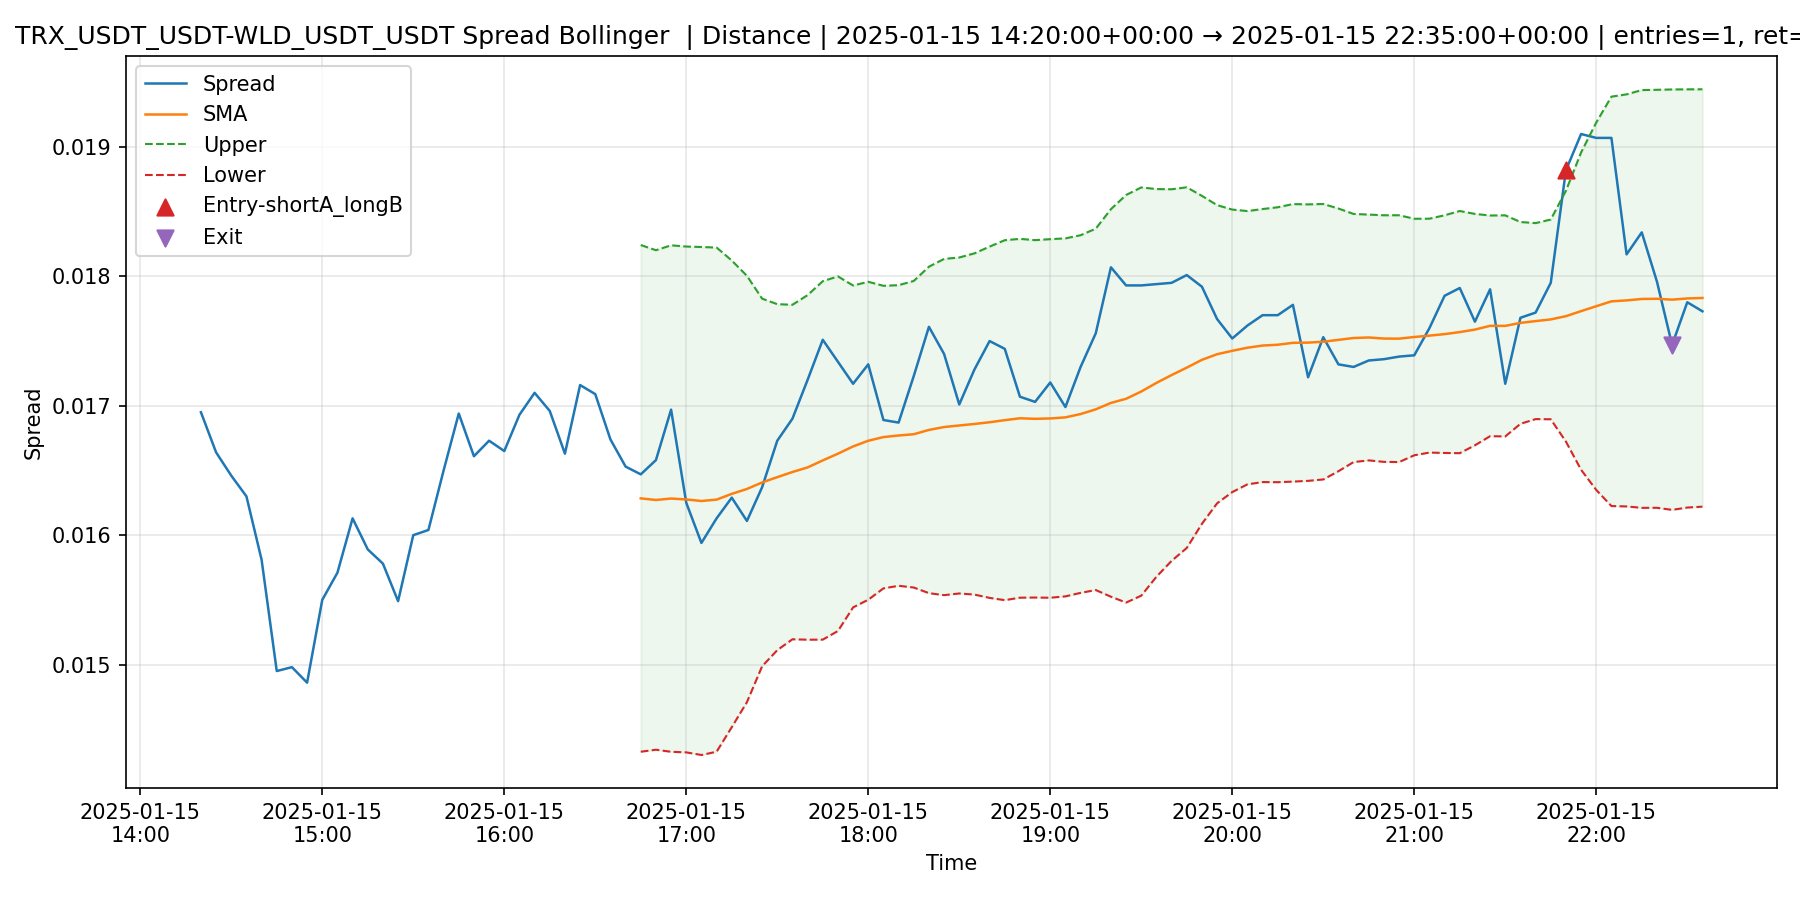 TRX_USDT_USDT-WLD_USDT_USDT Spread Bollinger | Distance | 2025-01-15 14:20:00+00:00 → 2025-01-15 22:35:00+00:00 | entries=1, ret=
Spread
SMA
Upper
Lower
Entry-shortA_longB
Exit
0.019
0.018
0.017
0.016
0.015
Spread
2025-01-15 2025-01-15 2025-01-15 2025-01-15 2025-01-15 2025-01-15 2025-01-15 2025-01-15 2025-01-15
14:00 15:00 16:00 17:00 18:00 19:00 20:00 21:00 22:00
Time